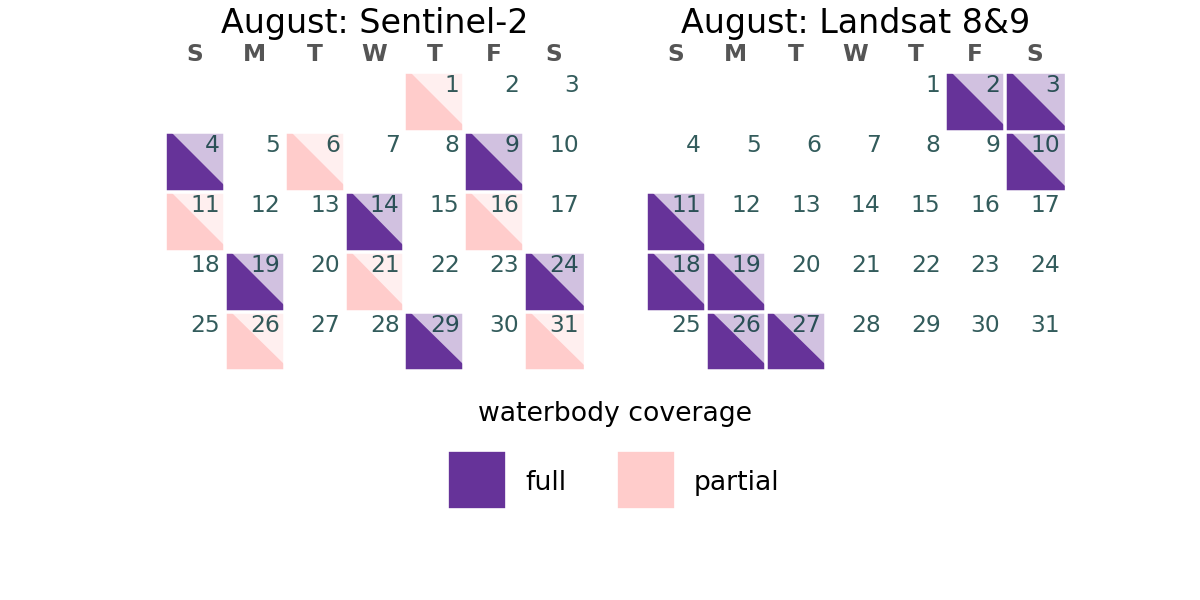 August: Sentinel-2
S M T W T F S
1 2 3
4 5 6 7 8 9 10
11 12 13 14 15 16 17
18 19 20 21 22 23 24
25 26 27 28 29 30 31
August: Landsat 8&9
S M T W T F S
1 2 3
4 5 6 7 8 9 10
11 12 13 14 15 16 17
18 19 20 21 22 23 24
25 26 27 28 29 30 31
waterbody coverage
full partial